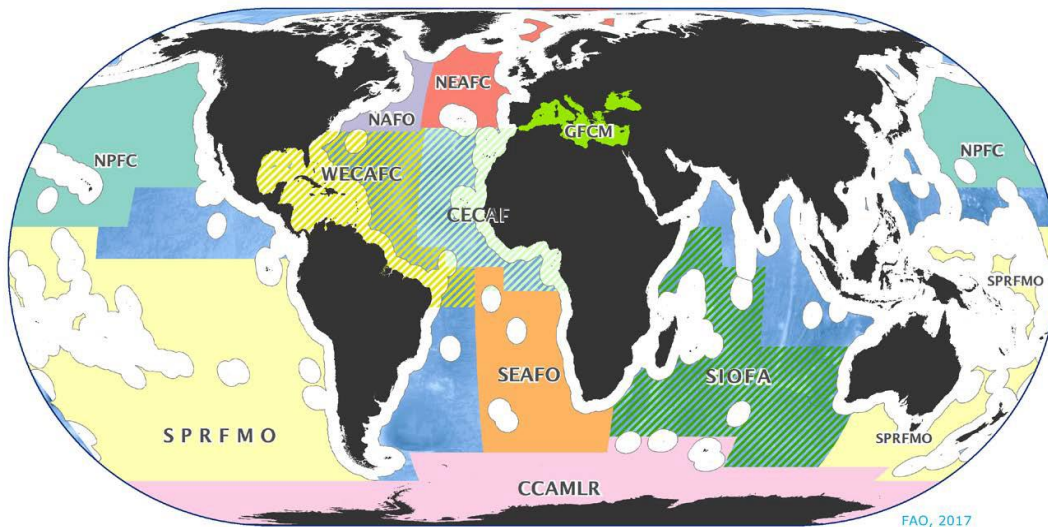 NEAFC
NAFO
GFCM
NPFC
NPFC
WECAFC
CECAF
SPRFMO
SEAFO
SIOFA
SPRFMO
SPRFMO
CCAMLR
FAO, 2017